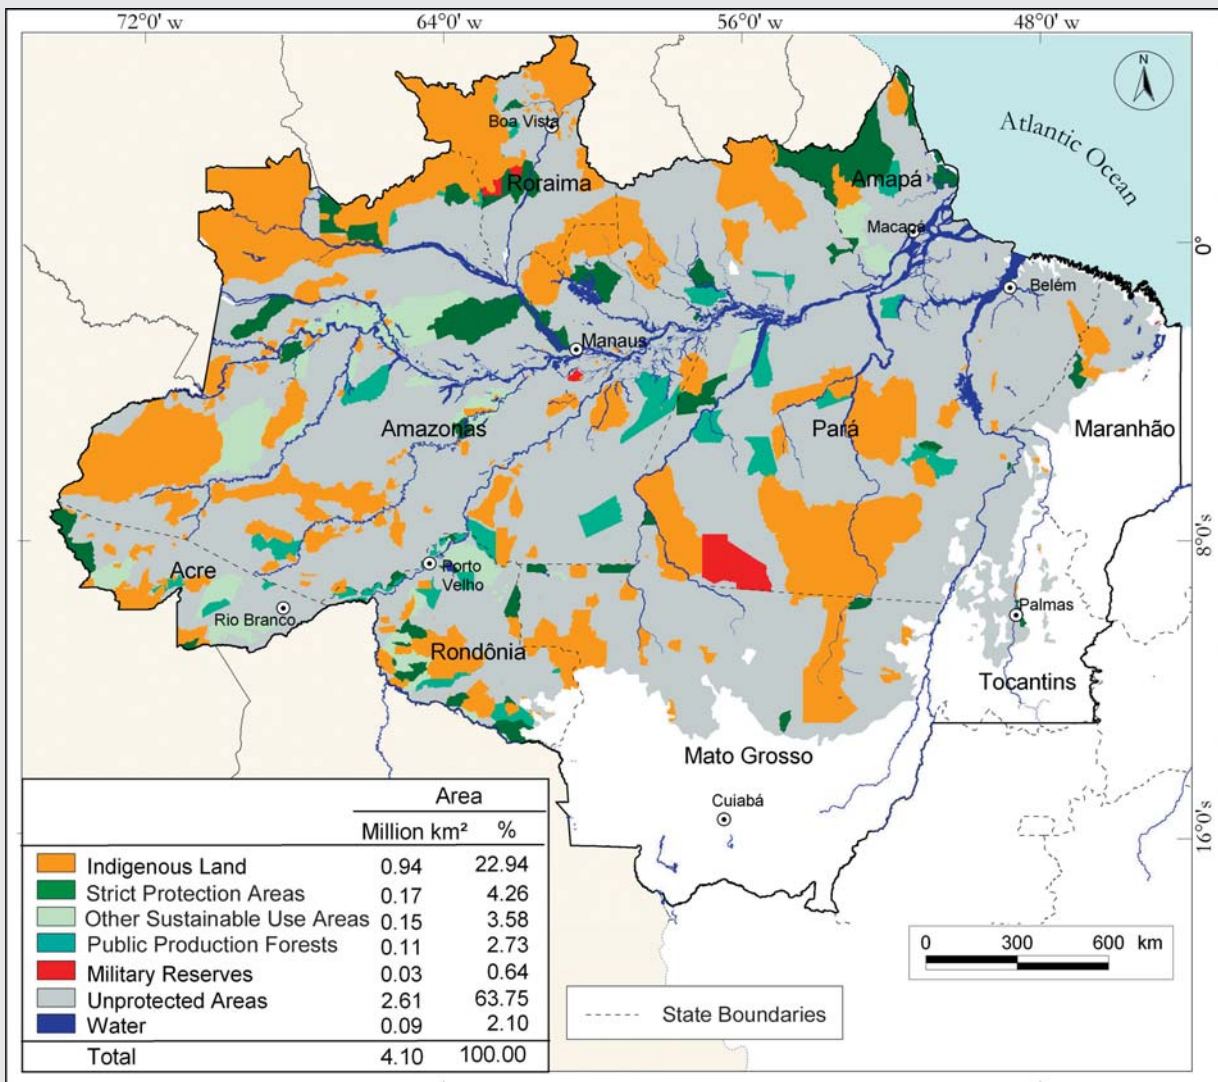 72°0' w 64°0' w 56°0' w 48°0' w
N
Atlantic Ocean
Boa Vista
Roraima
Amapá
Macapá
0°
Belém
Manaus
Amazonas
Pará
Maranhão
8°0's
Acre
Porto
Velho
Rio Branco
Palmas
Rondônia
Tocantins
Mato Grosso
Cuiabá
16°0's
Area
Million km² %
Indigenous Land 0.94 22.94
Strict Protection Areas 0.17 4.26
Other Sustainable Use Areas 0.15 3.58
Public Production Forests 0.11 2.73
Military Reserves 0.03 0.64
Unprotected Areas 2.61 63.75
Water 0.09 2.10
Total 4.10 100.00
0 300 600 km
State Boundaries